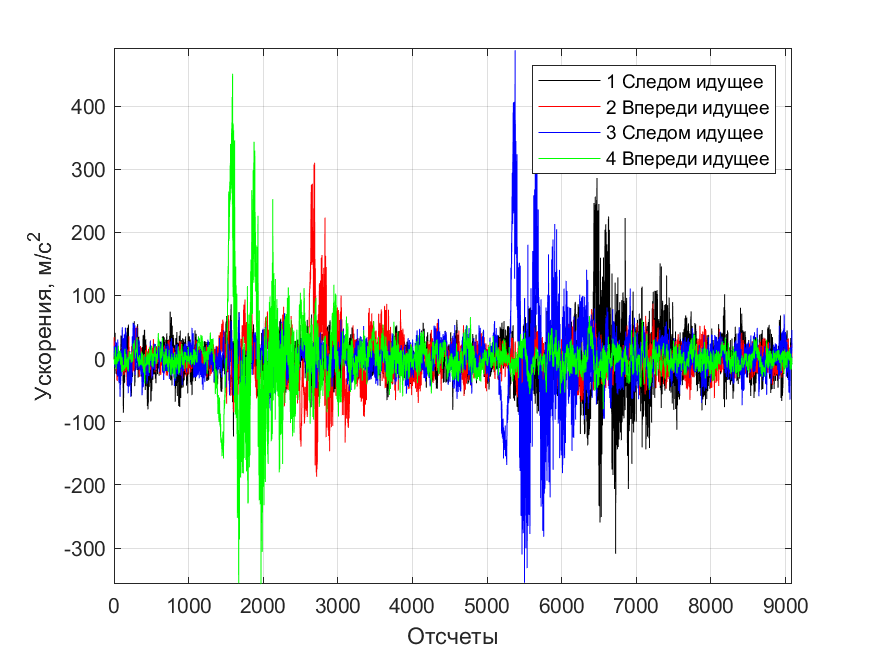 1 Следом идущее
2 Впереди идущее
3 Следом идущее
4 Впереди идущее
400
300
200
100
0
-100
-200
-300
Ускорения, м/с²
0 1000 2000 3000 4000 5000 6000 7000 8000 9000
Отсчеты